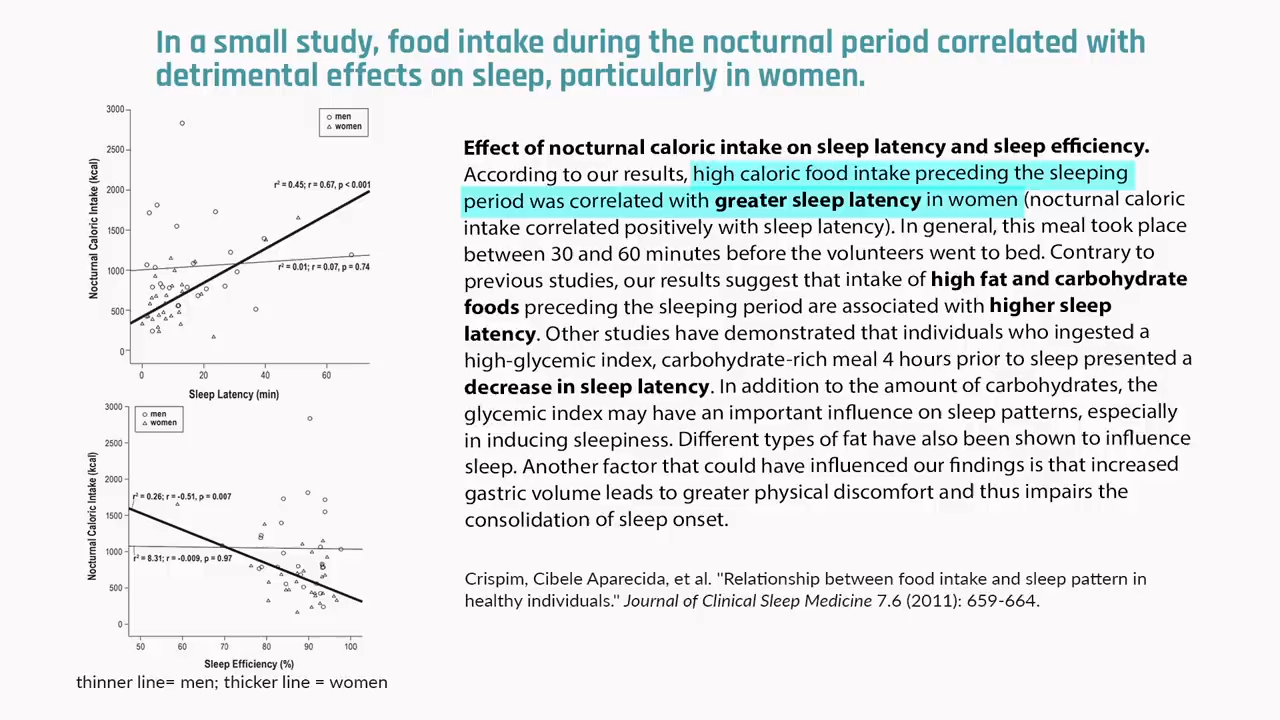 In a small study, food intake during the nocturnal period correlated with
detrimental effects on sleep, particularly in women.
3000
2500
2000
1500
1000
500
0
Nocturnal Caloric Intake (kcal)
men
women
r² = 0.45; r = 0.67, p < 0.001
r² = 0.01; r = 0.07, p = 0.74
0 20 40 60
Sleep Latency (min)
3000
2500
2000
1500
1000
500
0
Nocturnal Caloric Intake (kcal)
men
women
r² = 0.26; r = -0.51, p = 0.007
r² = 8.31; r = -0.009, p = 0.97
50 60 70 80 90 100
Sleep Efficiency (%)
thinner line= men; thicker line = women
Effect of nocturnal caloric intake on sleep latency and sleep efficiency.
According to our results, high caloric food intake preceding the sleeping
period was correlated with greater sleep latency in women (nocturnal caloric
intake correlated positively with sleep latency). In general, this meal took place
between 30 and 60 minutes before the volunteers went to bed. Contrary to
previous studies, our results suggest that intake of high fat and carbohydrate
foods preceding the sleeping period are associated with higher sleep
latency. Other studies have demonstrated that individuals who ingested a
high-glycemic index, carbohydrate-rich meal 4 hours prior to sleep presented a
decrease in sleep latency. In addition to the amount of carbohydrates, the
glycemic index may have an important influence on sleep patterns, especially
in inducing sleepiness. Different types of fat have also been shown to influence
sleep. Another factor that could have influenced our findings is that increased
gastric volume leads to greater physical discomfort and thus impairs the
consolidation of sleep onset.
Crispim, Cibele Aparecida, et al. "Relationship between food intake and sleep pattern in
healthy individuals." Journal of Clinical Sleep Medicine 7.6 (2011): 659-664.